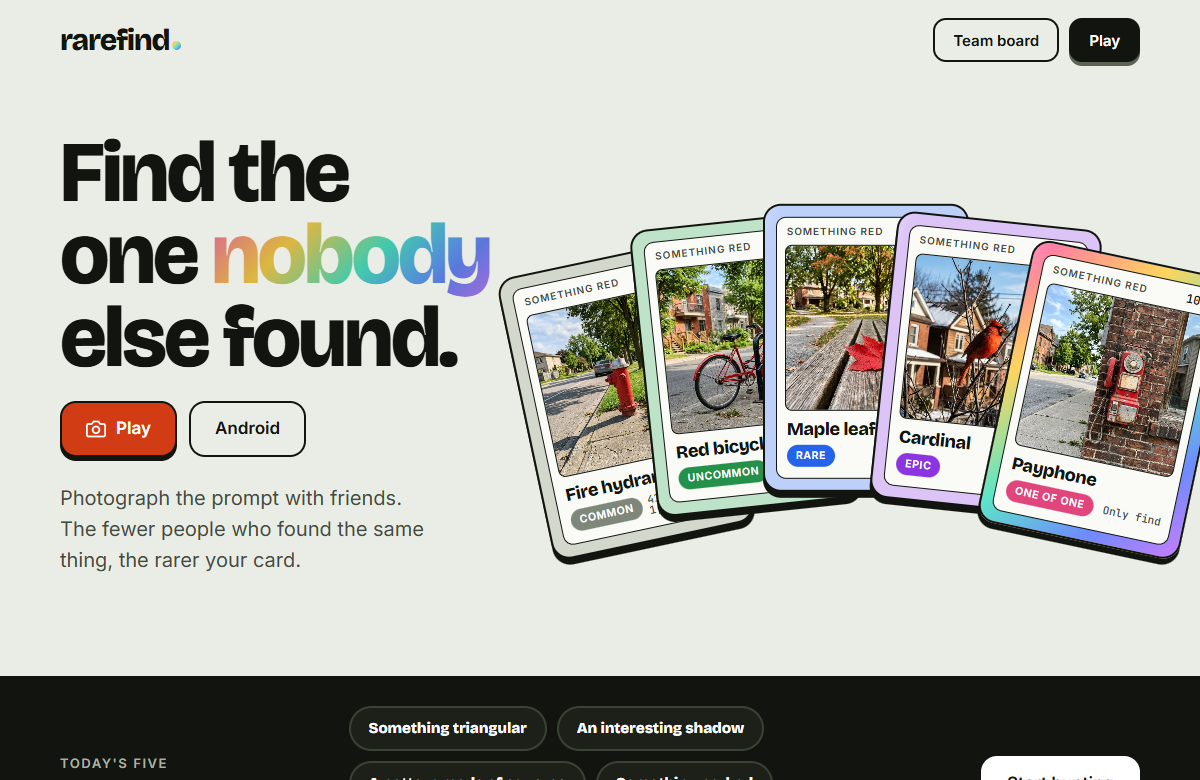 rarefind.
Team board
Play
Find the
one nobody
else found.
Play
Android
Photograph the prompt with friends.
The fewer people who found the same
thing, the rarer your card.
SOMETHING RED
Fire
COMMON
SOMETHING RED
Red
UNCOMMON
SOMETHING RED
Maple leaf
RARE
SOMETHING RED
Cardinal
EPIC
SOMETHING RED
10
Payphone
ONE OF ONE
Only find
TODAY'S FIVE
Something triangular
An interesting shadow